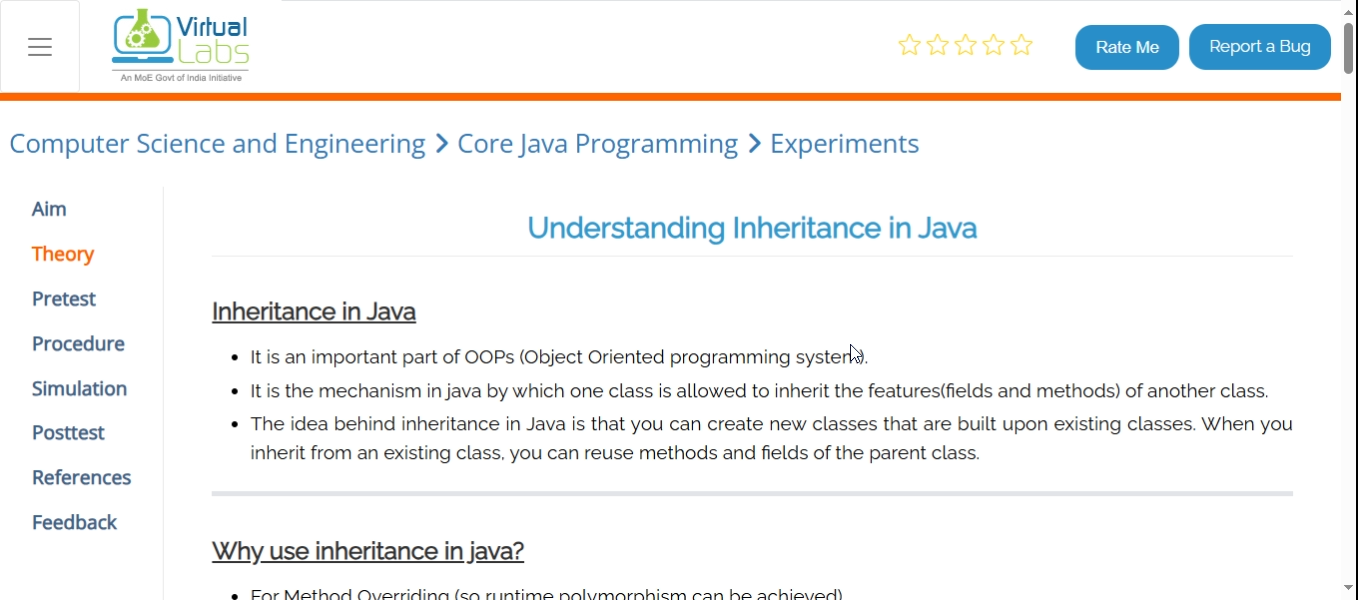 Virtual
Labs
An MoE Govt of India Initiative
Rate Me
Report a Bug
Computer Science and Engineering > Core Java Programming > Experiments
Aim
Theory
Pretest
Procedure
Simulation
Posttest
References
Feedback
Understanding Inheritance in Java
Inheritance in Java
• It is an important part of OOPs (Object Oriented programming system).
• It is the mechanism in java by which one class is allowed to inherit the features(fields and methods) of another class.
• The idea behind inheritance in Java is that you can create new classes that are built upon existing classes. When you
inherit from an existing class, you can reuse methods and fields of the parent class.
Why use inheritance in java?
• For Method Overriding (so runtime polymorphism can be achieved)